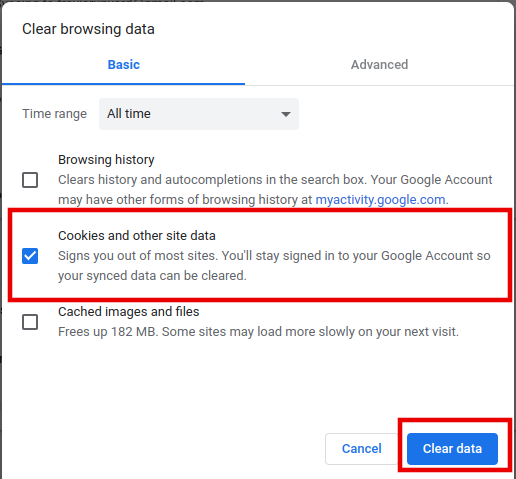 Clear browsing data
Basic
Advanced
Time range
All time
Browsing history
Clears history and autocompletions in the search box. Your Google Account
may have other forms of browsing history at myactivity.google.com.
Cookies and other site data
Signs you out of most sites. You'll stay signed in to your Google Account so
your synced data can be cleared.
Cached images and files
Frees up 182 MB. Some sites may load more slowly on your next visit.
Cancel
Clear data